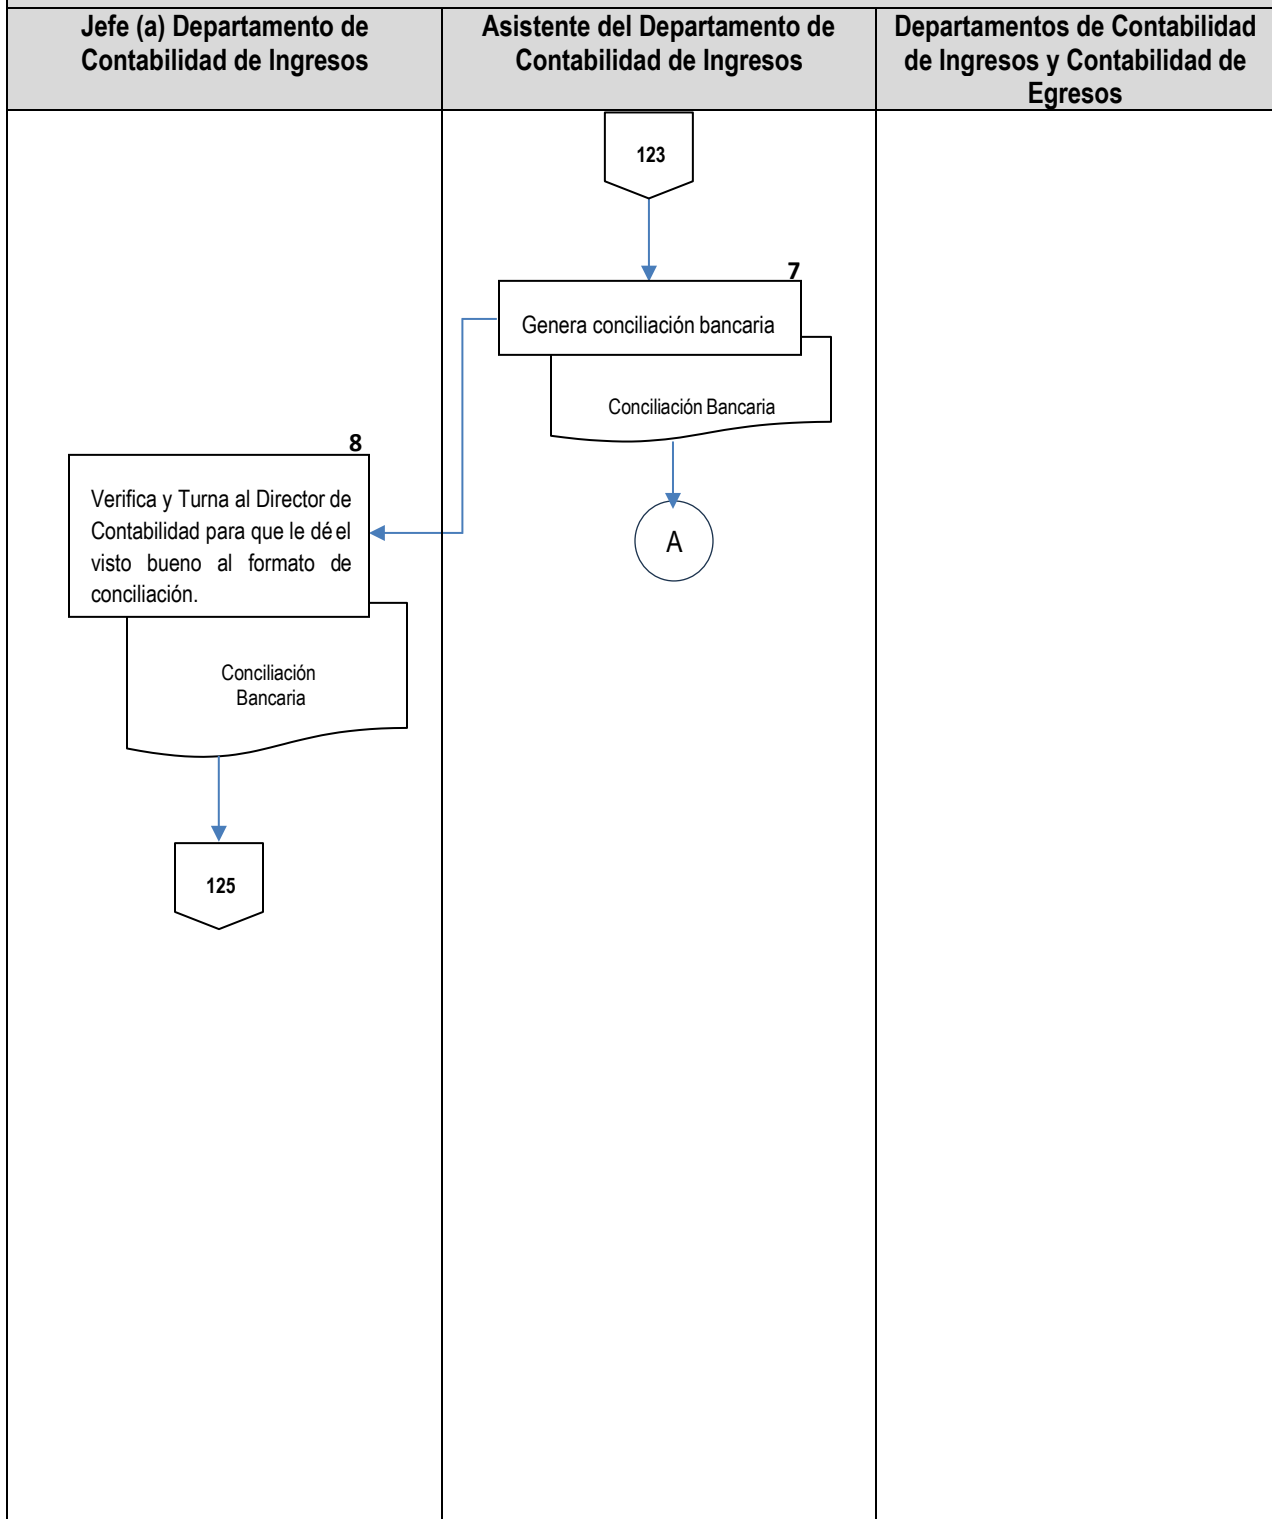 Jefe (a) Departamento de
Contabilidad de Ingresos
Asistente del Departamento de
Contabilidad de Ingresos
Departamentos de Contabilidad
de Ingresos y Contabilidad de
Egresos
123
7
Genera conciliación bancaria
Conciliación Bancaria
A
8
Verifica y Turna al Director de
Contabilidad para que le dé el
visto bueno al formato de
conciliación.
Conciliación
Bancaria
125